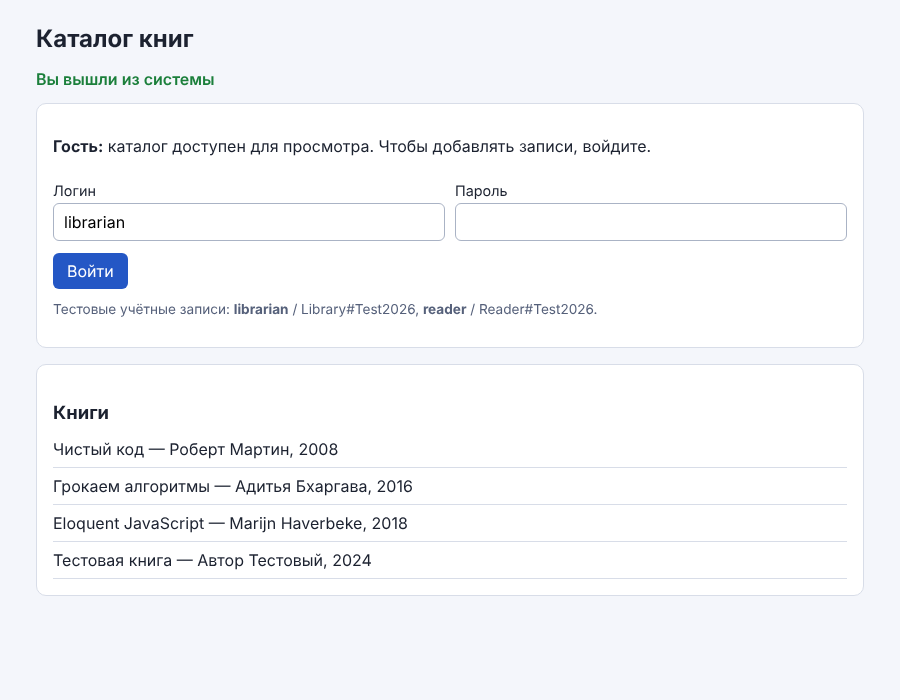 Каталог книг
Вы вышли из системы
Гость: каталог доступен для просмотра. Чтобы добавлять записи, войдите.
Логин
Пароль
librarian
Войти
Тестовые учётные записи: librarian / Library#Test2026, reader / Reader#Test2026.
Книги
Чистый код — Роберт Мартин, 2008
Грокаем алгоритмы — Адитья Бхаргава, 2016
Eloquent JavaScript — Marijn Haverbeke, 2018
Тестовая книга — Автор Тестовый, 2024